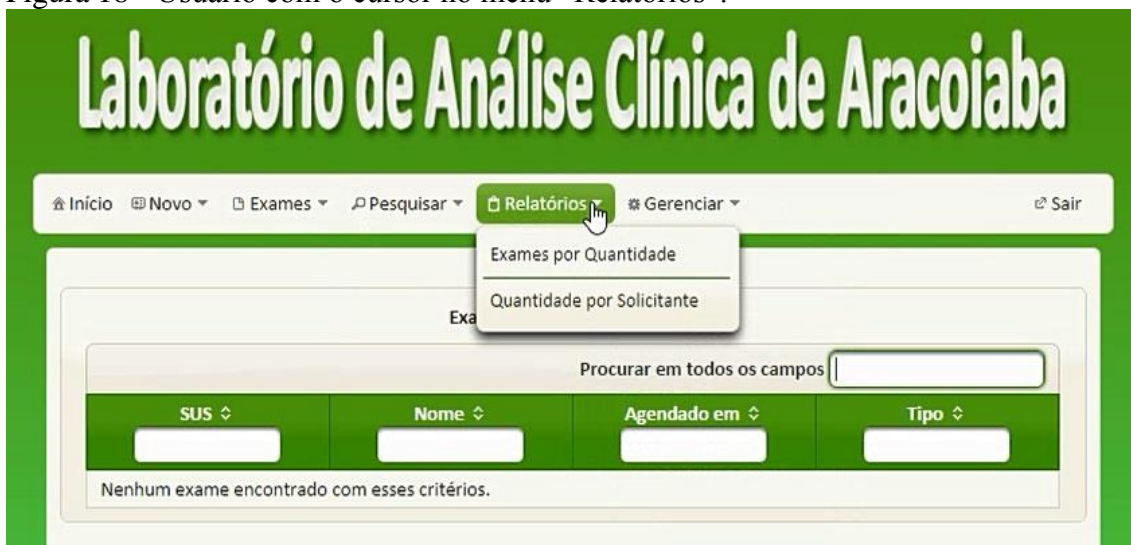 Figura 18 - Usuário com o cursor no menu "Relatórios".
Laboratório de Análise Clínica de Aracoiaba
Início Novo Exames Pesquisar Relatórios Gerenciar Sair
Exames por Quantidade
Quantidade por Solicitante
Exa
Procurar em todos os campos
SUS Nome Agendado em Tipo
Nenhum exame encontrado com esses critérios.